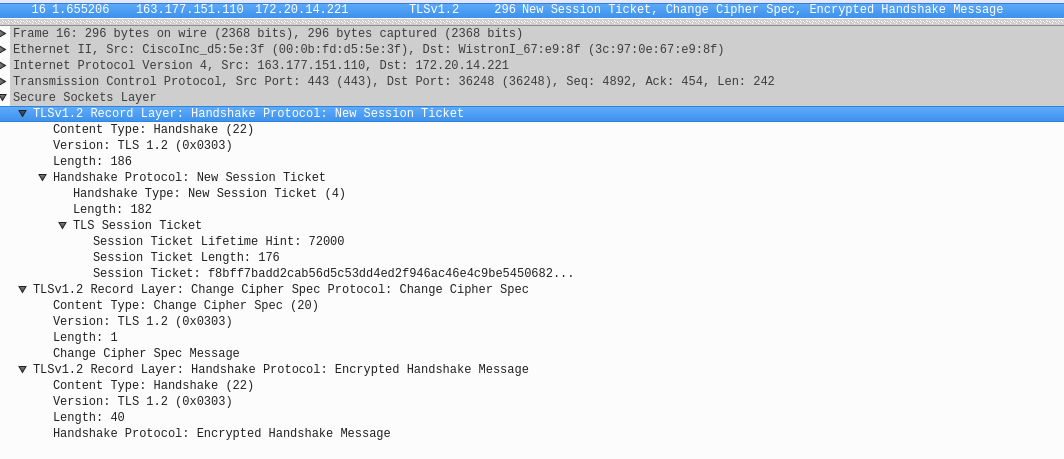 16 1.655206 163.177.151.110 172.20.14.221 TLSv1.2 296 New Session Ticket, Change Cipher Spec, Encrypted Handshake Message
Frame 16: 296 bytes on wire (2368 bits), 296 bytes captured (2368 bits)
Ethernet II, Src: CiscoInc_d5:5e:3f (00:0b:fd:d5:5e:3f), Dst: WistronI_67:e9:8f (3c:97:0e:67:e9:8f)
Internet Protocol Version 4, Src: 163.177.151.110, Dst: 172.20.14.221
Transmission Control Protocol, Src Port: 443 (443), Dst Port: 36248 (36248), Seq: 4892, Ack: 454, Len: 242
Secure Sockets Layer
TLSv1.2 Record Layer: Handshake Protocol: New Session Ticket
Content Type: Handshake (22)
Version: TLS 1.2 (0x0303)
Length: 186
Handshake Protocol: New Session Ticket
Handshake Type: New Session Ticket (4)
Length: 182
TLS Session Ticket
Session Ticket Lifetime Hint: 72000
Session Ticket Length: 176
Session Ticket: f8bff7badd2cab56d5c53dd4ed2f946ac46e4c9be5450682...
TLSv1.2 Record Layer: Change Cipher Spec Protocol: Change Cipher Spec
Content Type: Change Cipher Spec (20)
Version: TLS 1.2 (0x0303)
Length: 1
Change Cipher Spec Message
TLSv1.2 Record Layer: Handshake Protocol: Encrypted Handshake Message
Content Type: Handshake (22)
Version: TLS 1.2 (0x0303)
Length: 40
Handshake Protocol: Encrypted Handshake Message